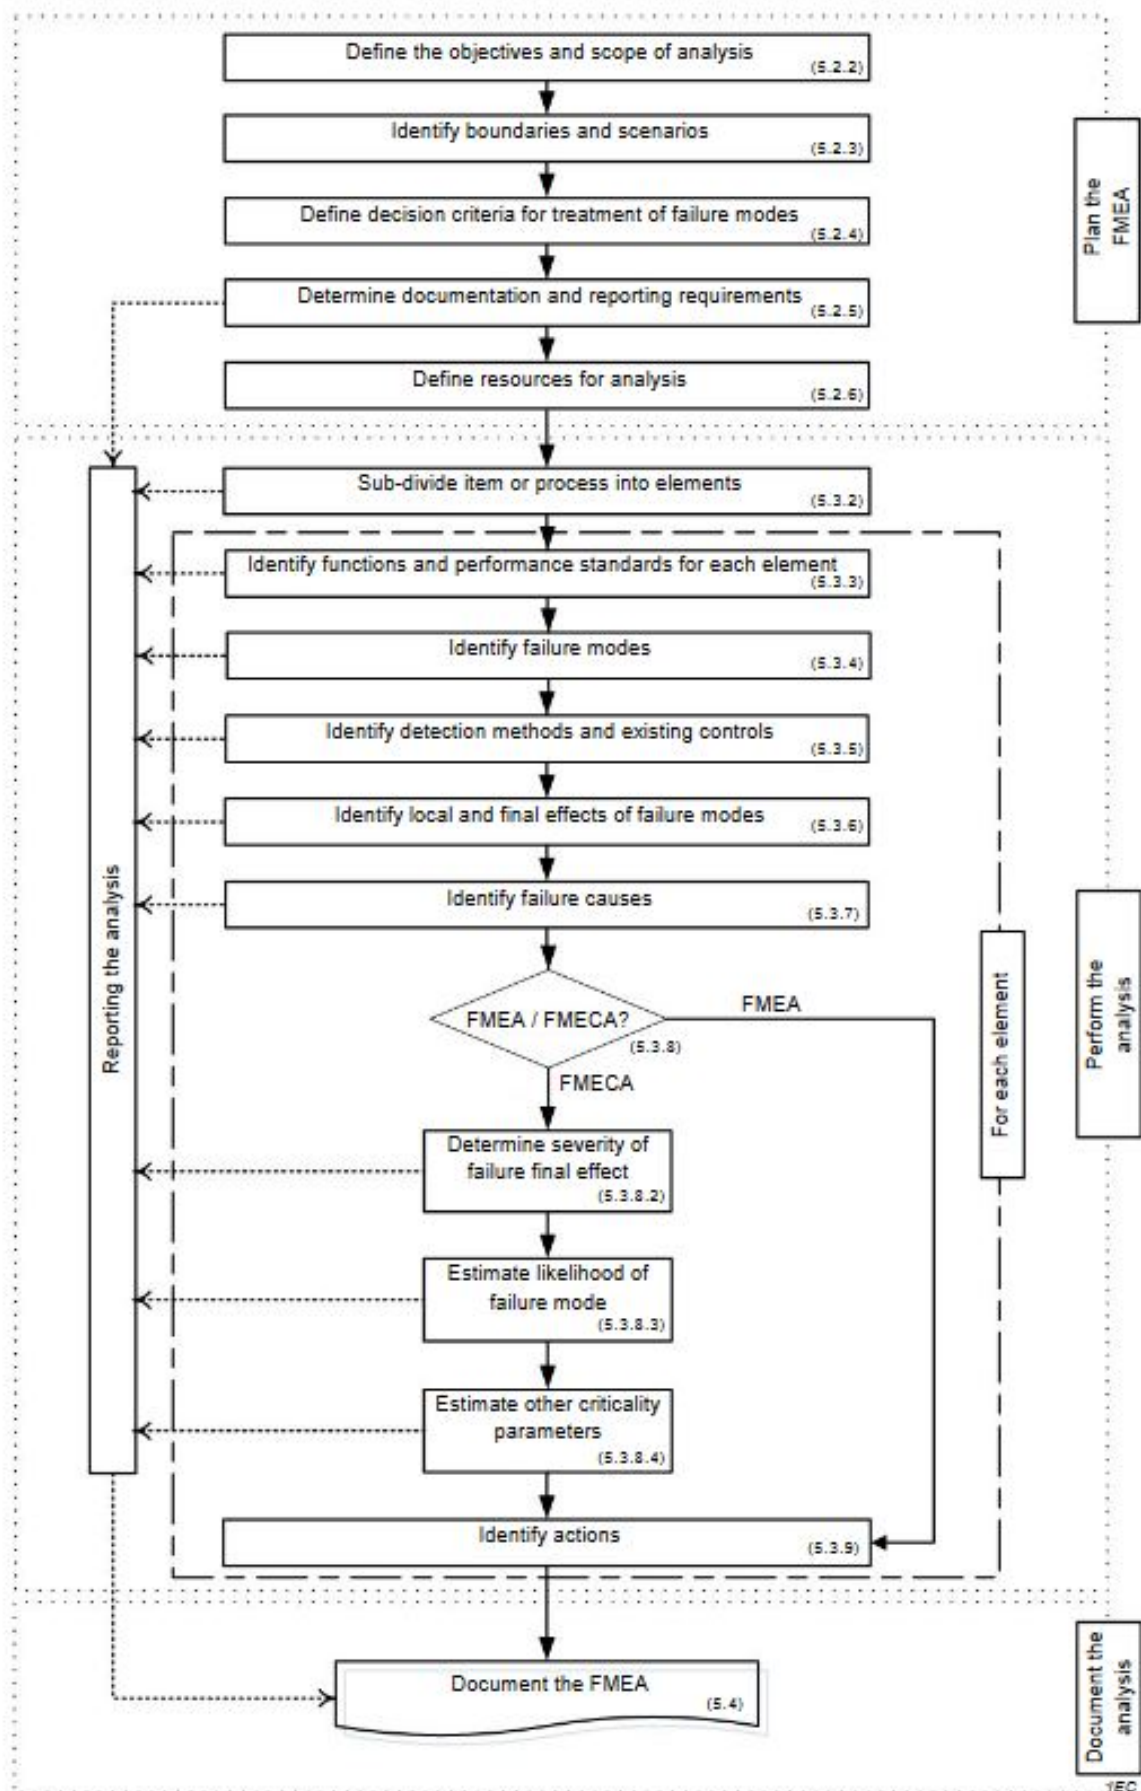 Define the objectives and scope of analysis
(5.2.2)
Identify boundaries and scenarios
(5.2.3)
Define decision criteria for treatment of failure modes
(5.2.4)
Determine documentation and reporting requirements
(5.2.5)
Define resources for analysis
(5.2.6)
Plan the
FMEA
Sub-divide item or process into elements
(5.3.2)
Identify functions and performance standards for each element
(5.3.3)
Identify failure modes
(5.3.4)
Identify detection methods and existing controls
(5.3.5)
Identify local and final effects of failure modes
(5.3.6)
Identify failure causes
(5.3.7)
Reporting the analysis
FMEA / FMECA?
(5.3.8)
FMEA
FMECA
For each element
Perform the
analysis
Determine severity of
failure final effect
(5.3.8.2)
Estimate likelihood of
failure mode
(5.3.8.3)
Estimate other criticality
parameters
(5.3.8.4)
Identify actions
(5.3.9)
Document the FMEA
(5.4)
Document the
analysis
IEC